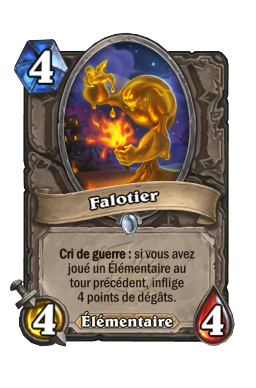 4
Falotier
Cri de guerre : si vous avez
joué un Élémentaire au
tour précédent, inflige
4 points de dégâts.
4
Élémentaire
4